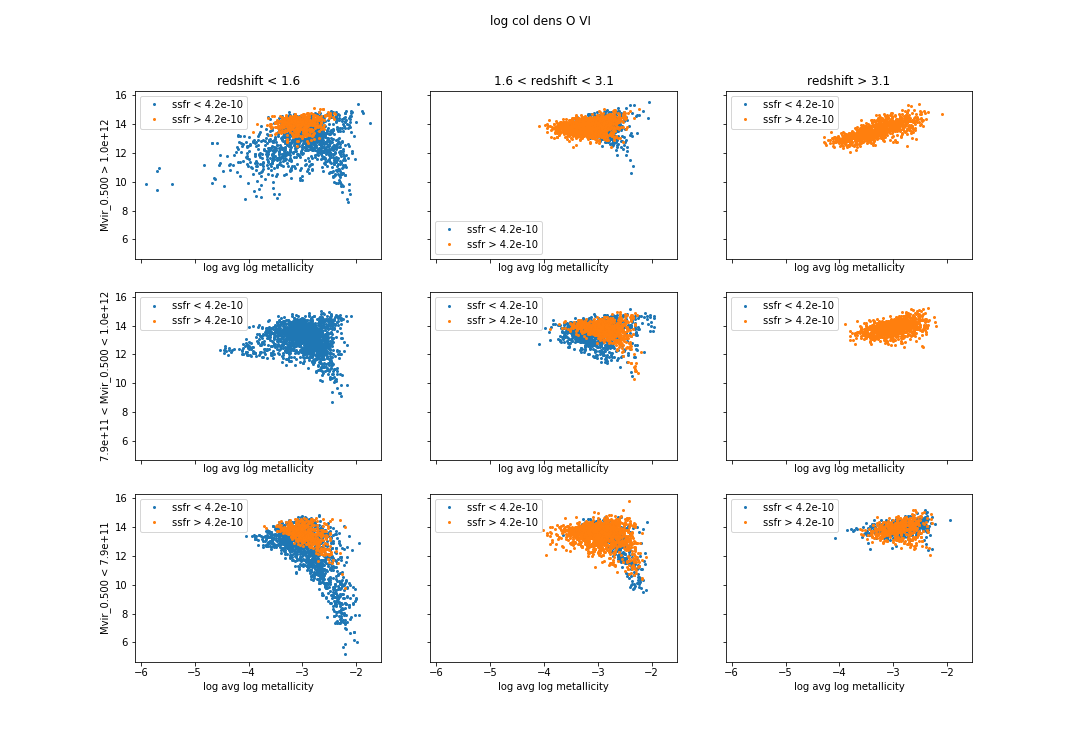 log col dens O VI
redshift < 1.6
1.6 < redshift < 3.1
redshift > 3.1
Mvir_0.500 > 1.0e+12
16
14
12
10
8
6
ssfr < 4.2e-10
ssfr > 4.2e-10
log avg log metallicity
ssfr < 4.2e-10
ssfr > 4.2e-10
log avg log metallicity
ssfr < 4.2e-10
ssfr > 4.2e-10
log avg log metallicity
7.9e+11 < Mvir_0.500 < 1.0e+12
16
14
12
10
8
6
ssfr < 4.2e-10
ssfr > 4.2e-10
log avg log metallicity
ssfr < 4.2e-10
ssfr > 4.2e-10
log avg log metallicity
ssfr < 4.2e-10
ssfr > 4.2e-10
log avg log metallicity
Mvir_0.500 < 7.9e+11
16
14
12
10
8
6
ssfr < 4.2e-10
ssfr > 4.2e-10
−6 −5 −4 −3 −2
log avg log metallicity
ssfr < 4.2e-10
ssfr > 4.2e-10
−6 −5 −4 −3 −2
log avg log metallicity
ssfr < 4.2e-10
ssfr > 4.2e-10
−6 −5 −4 −3 −2
log avg log metallicity